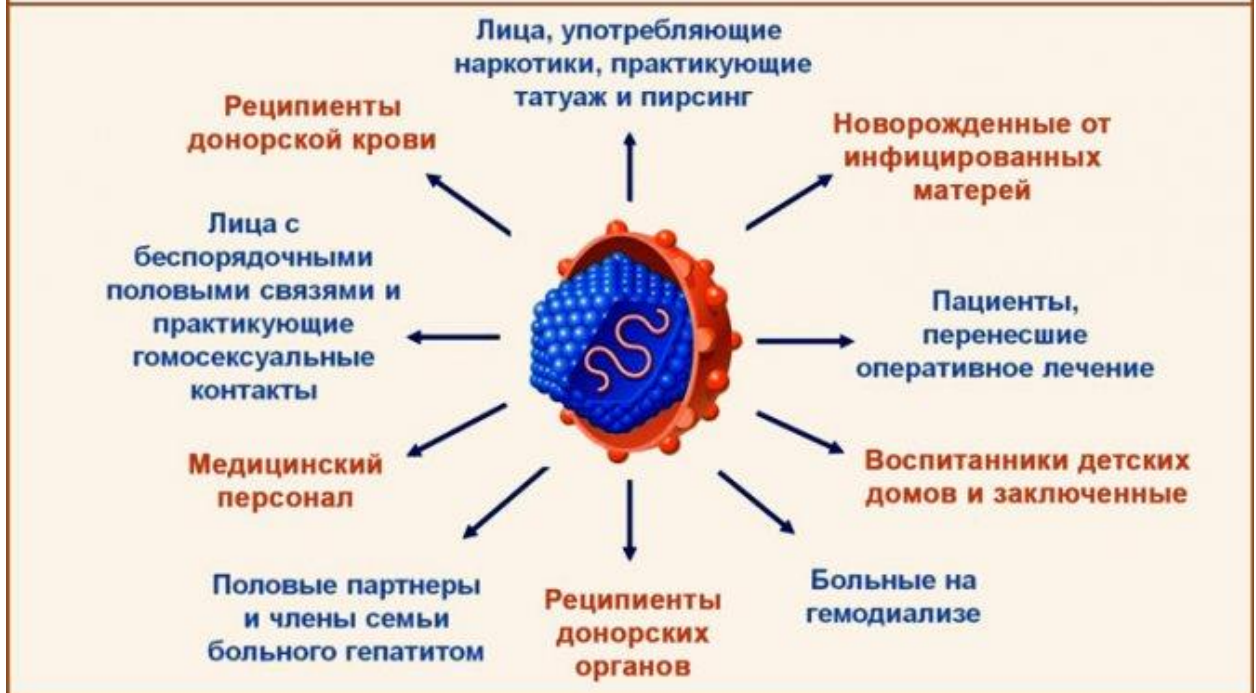 Лица, употребляющие
наркотики, практикующие
татуаж и пирсинг
Реципиенты
донорской крови
Новорожденные от
инфицированных
матерей
Лица с
беспорядочными
половыми связями и
практикующие
гомосексуальные
контакты
Пациенты,
перенесшие
оперативное лечение
Медицинский
персонал
Воспитанники детских
домов и заключенные
Половые партнеры
и члены семьи
больного гепатитом
Реципиенты
донорских
органов
Больные на
гемодиализе